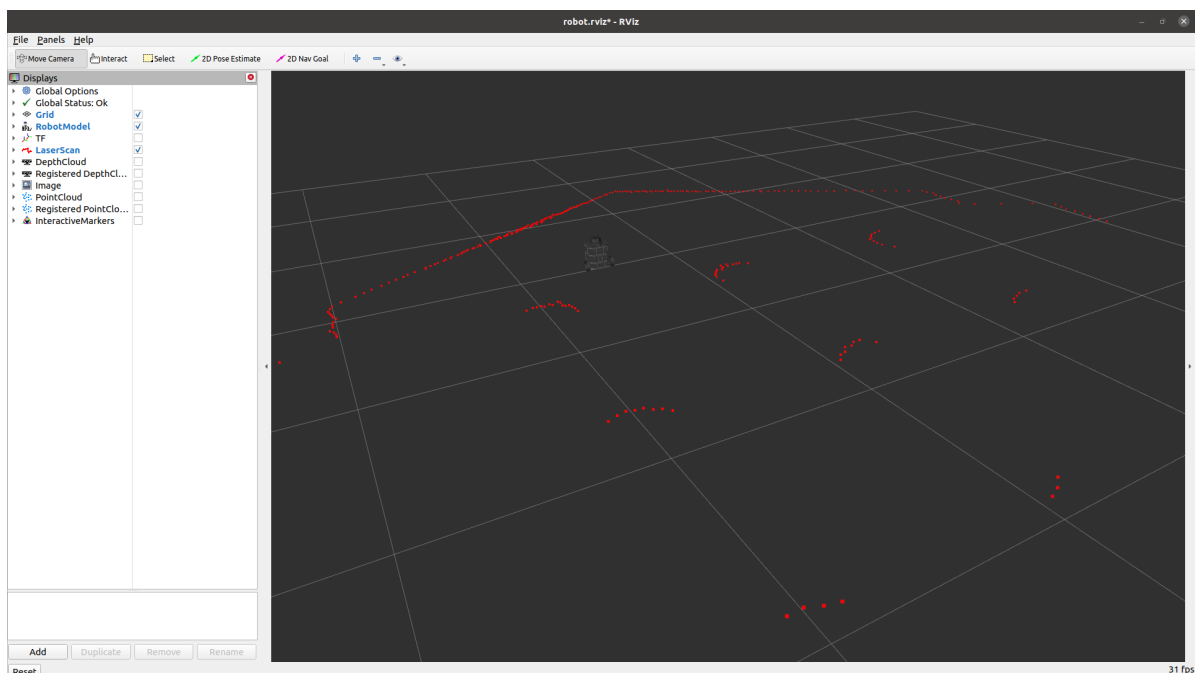 robot.rviz* - RViz
File Panels Help
Move Camera Interact Select 2D Pose Estimate 2D Nav Goal
Displays
Global Options
Global Status: Ok
Grid
RobotModel
TF
LaserScan
DepthCloud
Registered DepthCl...
Image
PointCloud
Registered PointClo...
InteractiveMarkers
Add Duplicate Remove Rename
Reset
31 fps